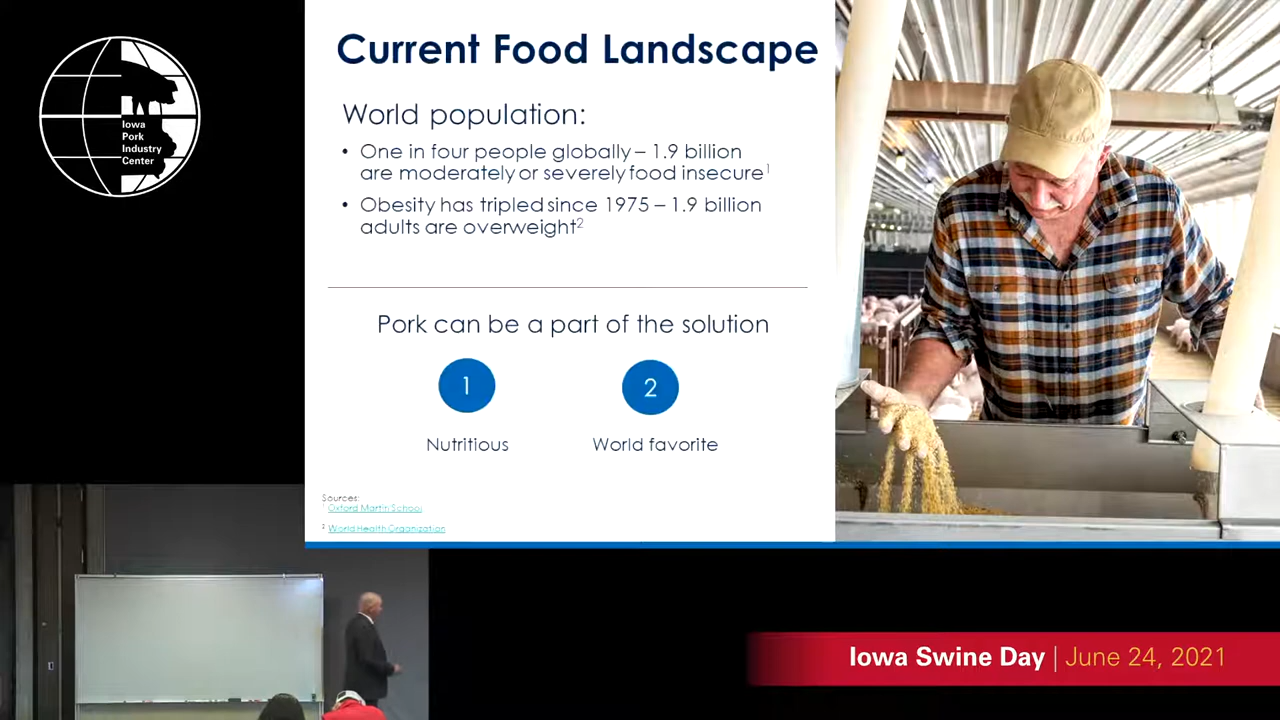 Current Food Landscape
World population:
• One in four people globally – 1.9 billion
are moderately or severely food insecure1
• Obesity has tripled since 1975 – 1.9 billion
adults are overweight2
Pork can be a part of the solution
1
2
Nutritious
World favorite
Sources:
1 Oxford Martin School
2 World Health Organization
Iowa
Pork
Industry
Center
Iowa Swine Day | June 24, 2021